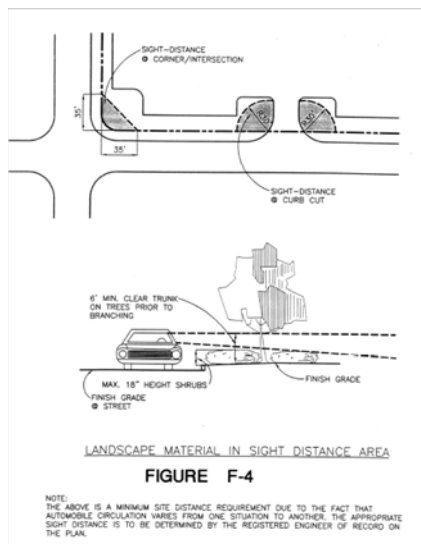 SIGHT-DISTANCE
@ CORNER/INTERSECTION
35'
35'
R30'
R30'
SIGHT-DISTANCE
@ CURB CUT
6' MIN. CLEAR TRUNK
ON TREES PRIOR TO
BRANCHING
MAX. 18" HEIGHT SHRUBS
FINISH GRADE
FINISH GRADE
@ STREET
LANDSCAPE MATERIAL IN SIGHT DISTANCE AREA
FIGURE F-4
NOTE:
THE ABOVE IS A MINIMUM SITE DISTANCE REQUIREMENT DUE TO THE FACT THAT
AUTOMOBILE CIRCULATION VARIES FROM ONE SITUATION TO ANOTHER. THE APPROPRIATE
SIGHT DISTANCE IS TO BE DETERMINED BY THE REGISTERED ENGINEER OF RECORD ON
THE PLAN.